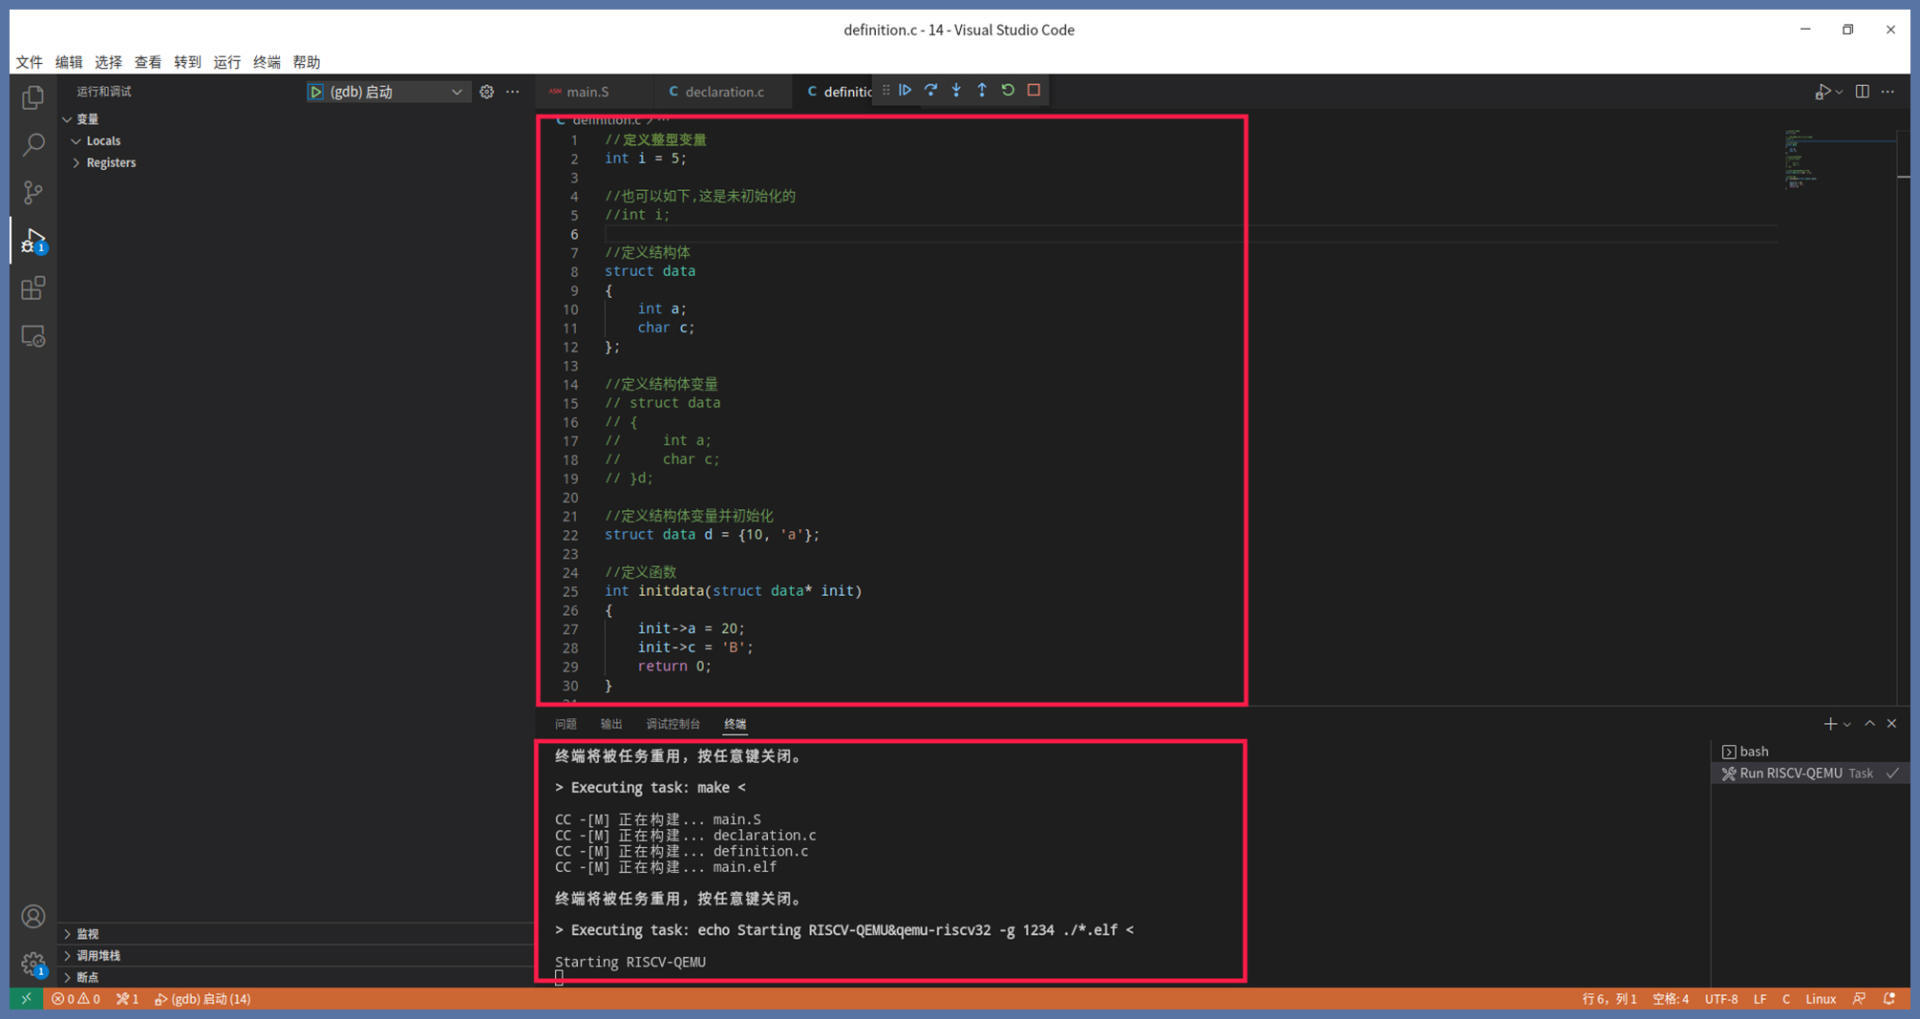 definition.c - 14 - Visual Studio Code
文件 编辑 选择 查看 转到 运行 终端 帮助
运行和调试
(gdb) 启动
变量
Locals
Registers
监视
调用堆栈
断点
ASM main.S
C declaration.c
C definitio
C definition.c > ...
1 //定义整型变量
2 int i = 5;
3
4 //也可以如下,这是未初始化的
5 //int i;
6
7 //定义结构体
8 struct data
9 {
10 int a;
11 char c;
12 };
13
14 //定义结构体变量
15 // struct data
16 // {
17 //     int a;
18 //     char c;
19 // }d;
20
21 //定义结构体变量并初始化
22 struct data d = {10, 'a'};
23
24 //定义函数
25 int initdata(struct data* init)
26 {
27 init->a = 20;
28 init->c = 'B';
29 return 0;
30 }
问题 输出 调试控制台 终端
终端将被任务重用，按任意键关闭。
> Executing task: make <
CC -[M] 正在构建... main.S
CC -[M] 正在构建... declaration.c
CC -[M] 正在构建... definition.c
CC -[M] 正在构建... main.elf
终端将被任务重用，按任意键关闭。
> Executing task: echo Starting RISCV-QEMU&qemu-riscv32 -g 1234 ./*.elf <
Starting RISCV-QEMU
bash
Run RISCV-QEMU Task
1
1
0 0 1 (gdb) 启动 (14)
行 6，列 1 空格: 4 UTF-8 LF C Linux